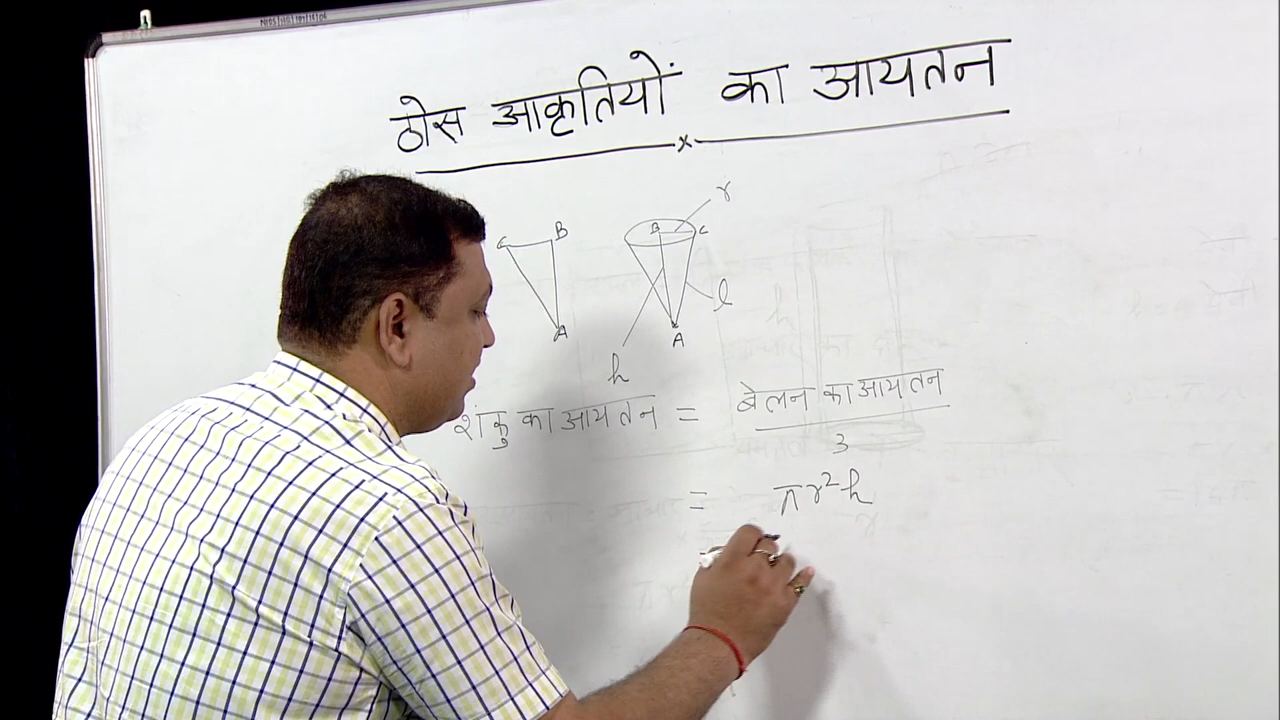 ठोस आकृतियों का आयतन
x
r
C B
B C
l
A
A
h
शंकु का आयतन = बेलन का आयतन
3
= πr²h